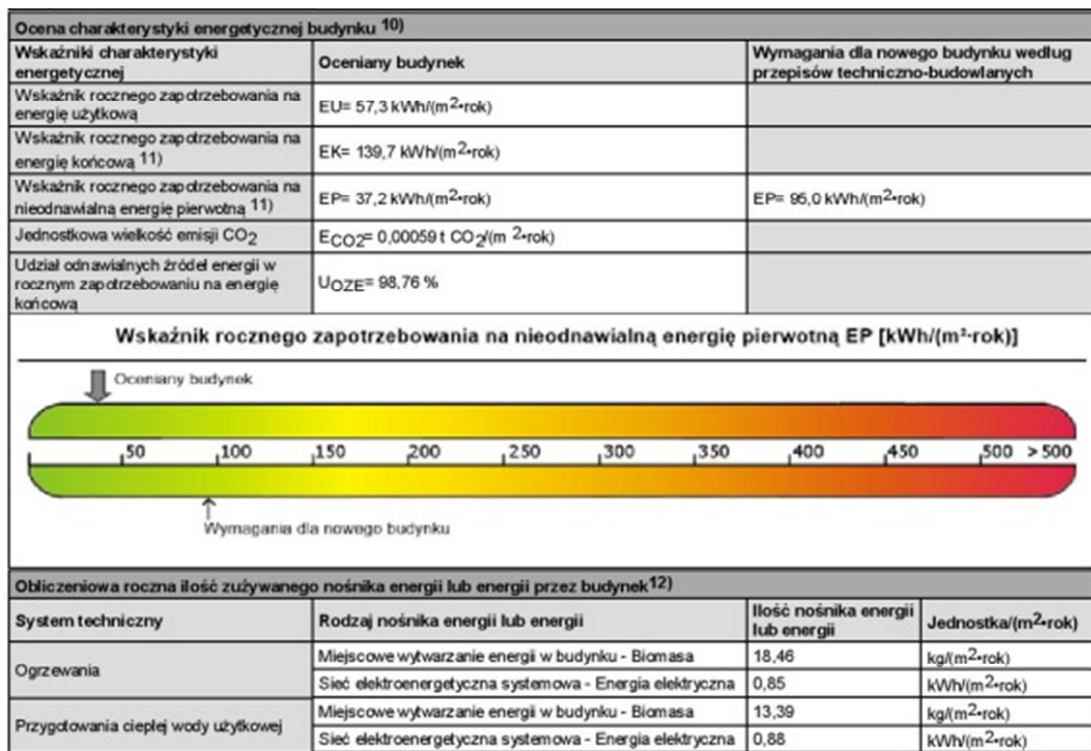 Ocena charakterystyki energetycznej budynku 10)
Wskaźniki charakterystyki
energetycznej
Oceniany budynek
Wymagania dla nowego budynku według
przepisów techniczno-budowlanych
Wskaźnik rocznego zapotrzebowania na
energię użytkową
EU= 57,3 kWh/(m2•rok)
Wskaźnik rocznego zapotrzebowania na
energię końcową 11)
EK= 139,7 kWh/(m2•rok)
Wskaźnik rocznego zapotrzebowania na
nieodnawialną energię pierwotną 11)
EP= 37,2 kWh/(m2•rok)
EP= 95,0 kWh/(m2•rok)
Jednostkowa wielkość emisji CO2
ECO2= 0,00059 t CO2/(m 2•rok)
Udział odnawialnych źródeł energii w
rocznym zapotrzebowaniu na energię
końcową
UOZE= 98,76 %
Wskaźnik rocznego zapotrzebowania na nieodnawialną energię pierwotną EP [kWh/(m²·rok)]
Oceniany budynek
50 100 150 200 250 300 350 400 450 500 > 500
Wymagania dla nowego budynku
Obliczeniowa roczna ilość zużywanego nośnika energii lub energii przez budynek12)
System techniczny
Rodzaj nośnika energii lub energii
Ilość nośnika energii
lub energii
Jednostka/(m2•rok)
Ogrzewania
Miejscowe wytwarzanie energii w budynku - Biomasa
18,46
kg/(m2•rok)
Sieć elektroenergetyczna systemowa - Energia elektryczna
0,85
kWh/(m2•rok)
Przygotowania ciepłej wody użytkowej
Miejscowe wytwarzanie energii w budynku - Biomasa
13,39
kg/(m2•rok)
Sieć elektroenergetyczna systemowa - Energia elektryczna
0,88
kWh/(m2•rok)